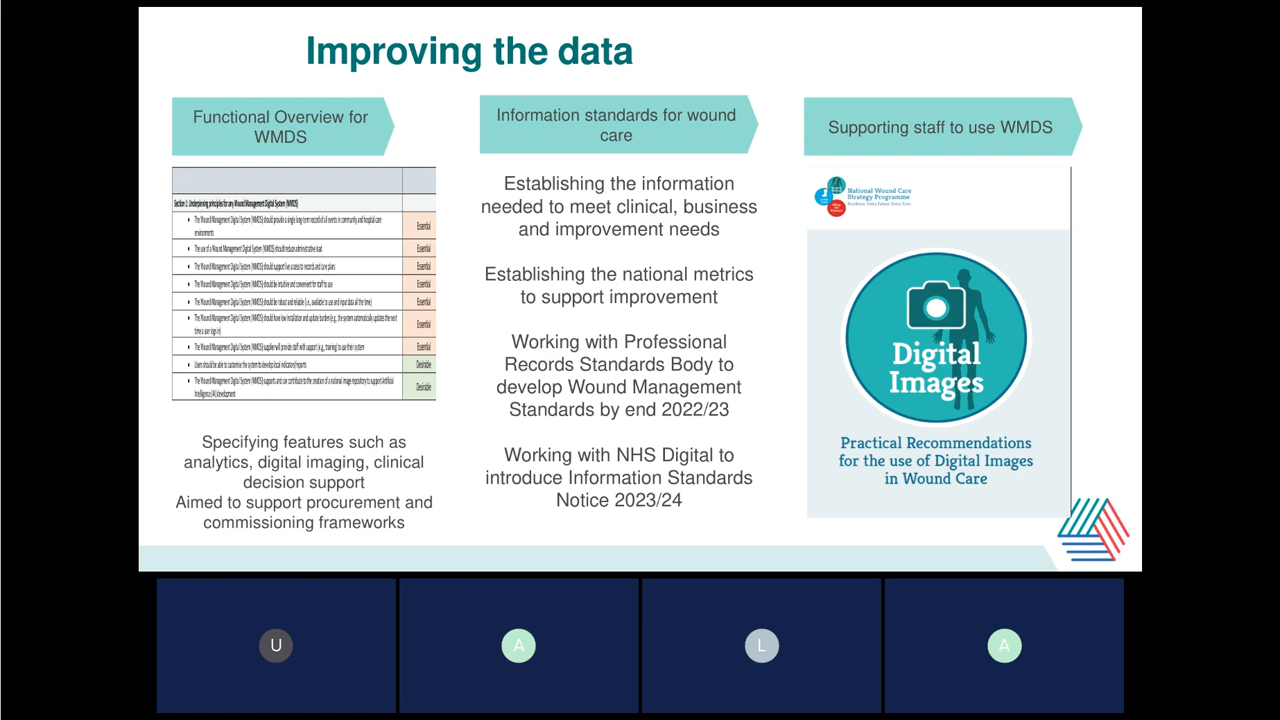 Improving the data
Functional Overview for
WMDS
Section 1: Underpinning principles for any Wound Management Digital System (WMDS)
The Wound Management Digital System (WMDS) should provide a single long-term record of all events in community and hospital care
environments
Essential
The use of a Wound Management Digital System (WMDS) should reduce administrative load
Essential
The Wound Management Digital System (WMDS) should support live access to records and care plans
Essential
The Wound Management Digital System (WMDS) should be intuitive and convenient for staff to use
Essential
The Wound Management Digital System (WMDS) should be robust and reliable (i.e., available to use and input data all the time)
Essential
The Wound Management Digital System (WMDS) should have low installation and update burden (e.g., the system automatically updates the next
time a user logs in)
Essential
The Wound Management Digital System (WMDS) supplier will provide staff with support (e.g., training) to use their system
Essential
Users should be able to customise the system to develop local indicators/reports
Desirable
The Wound Management Digital System (WMDS) supports and can contribute to the creation of a national image repository to support Artificial
Intelligence (AI) development
Desirable
Specifying features such as
analytics, digital imaging, clinical
decision support
Aimed to support procurement and
commissioning frameworks
Information standards for wound
care
Establishing the information
needed to meet clinical, business
and improvement needs
Establishing the national metrics
to support improvement
Working with Professional
Records Standards Body to
develop Wound Management
Standards by end 2022/23
Working with NHS Digital to
introduce Information Standards
Notice 2023/24
Supporting staff to use WMDS
National Wound Care
Strategy Programme
Excellence. Every Patient. Every Time.
Digital
Images
Practical Recommendations
for the use of Digital Images
in Wound Care
U
A
L
A